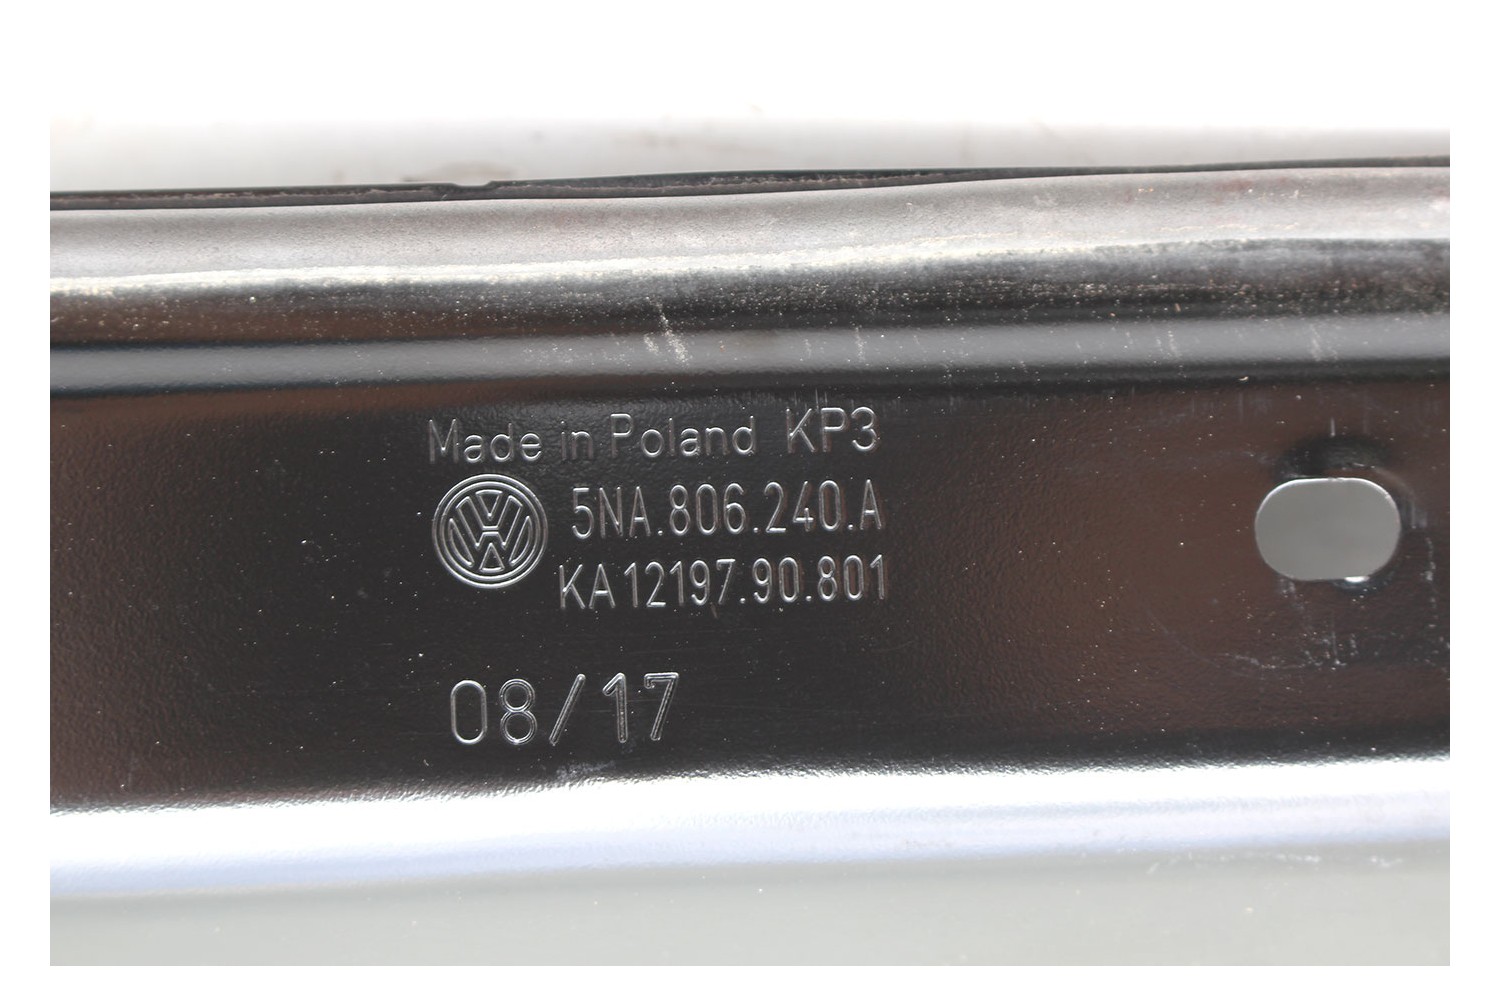 Made in Poland KP3
5NA.806.240.A
KA12197.90.801
08/17